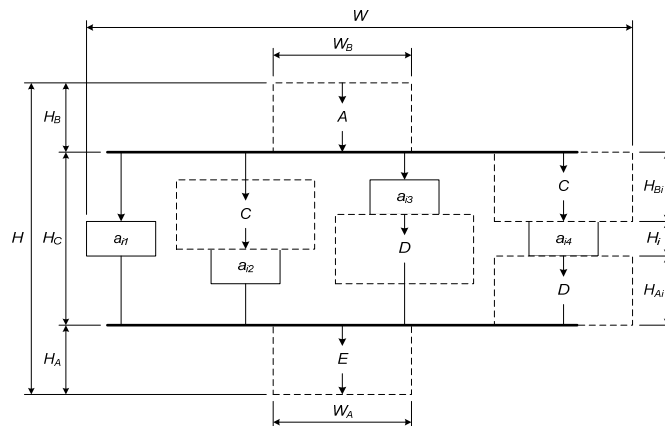 W
W_B
H_B
A
H
H_C
C
a_i3
C
H_Bi
a_i1
D
a_i4
H_i
a_i2
D
H_Ai
H_A
E
W_A